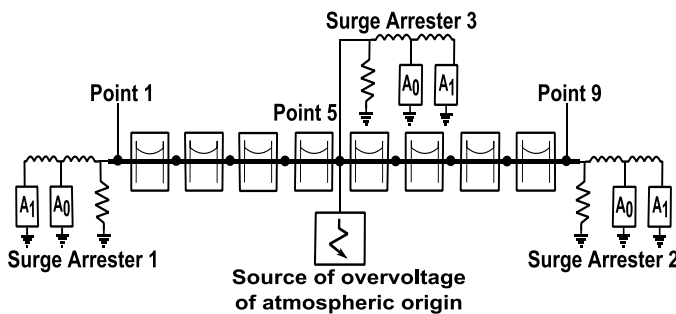 Surge Arrester 3
A0
A1
Point 1
Point 5
Point 9
A1
A0
A0
A1
Surge Arrester 1
Surge Arrester 2
Source of overvoltage
of atmospheric origin